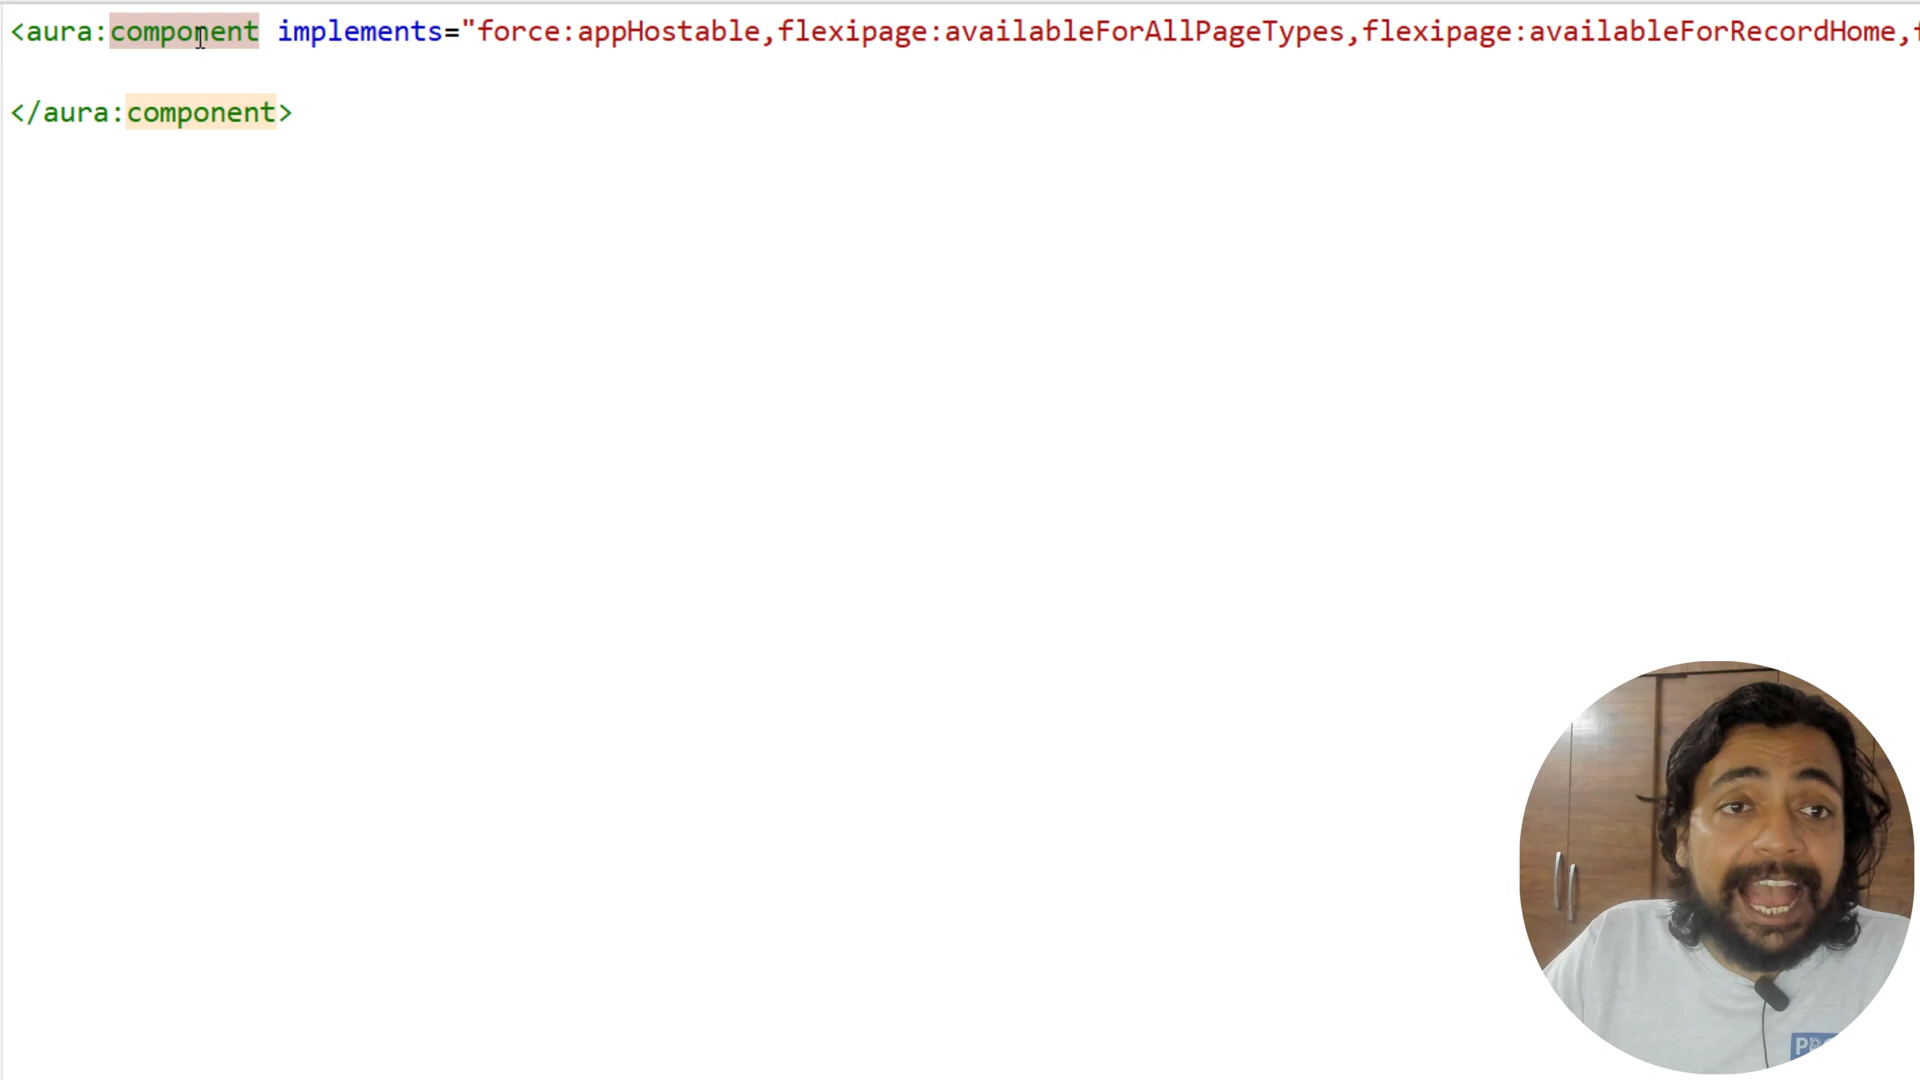 <aura:component implements="force:appHostable,flexipage:availableForAllPageTypes,flexipage:availableForRecordHome,f
</aura:component>